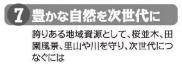 7 豊かな自然を次世代に
誇りある地域資源として、桜並木、田
園風景、里山や川を守り、次世代につ
なぐには